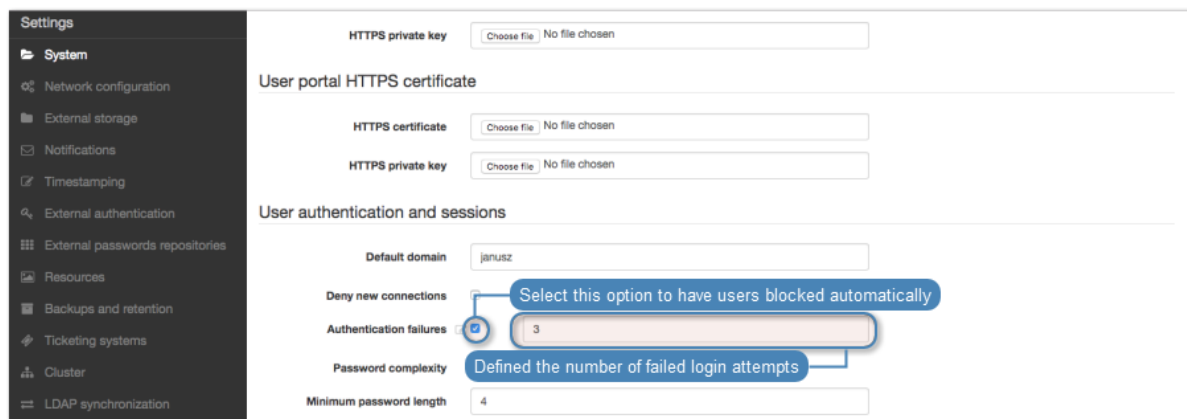 Settings
System
Network configuration
External storage
Notifications
Timestamping
External authentication
External passwords repositories
Resources
Backups and retention
Ticketing systems
Cluster
LDAP synchronization
HTTPS private key Choose file No file chosen
User portal HTTPS certificate
HTTPS certificate Choose file No file chosen
HTTPS private key Choose file No file chosen
User authentication and sessions
Default domain janusz
Deny new connections Select this option to have users blocked automatically
Authentication failures 3
Password complexity Defined the number of failed login attempts
Minimum password length 4